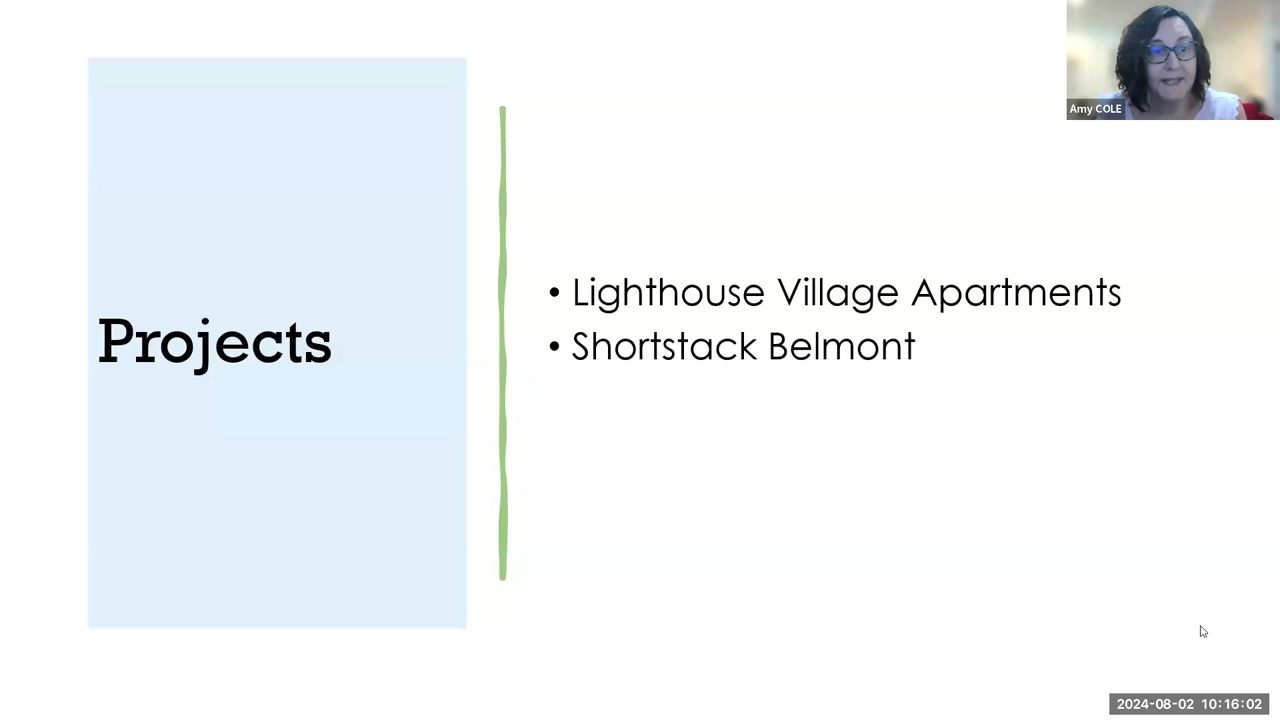 Amy COLE
Projects
• Lighthouse Village Apartments
• Shortstack Belmont
2024-08-02 10:16:02